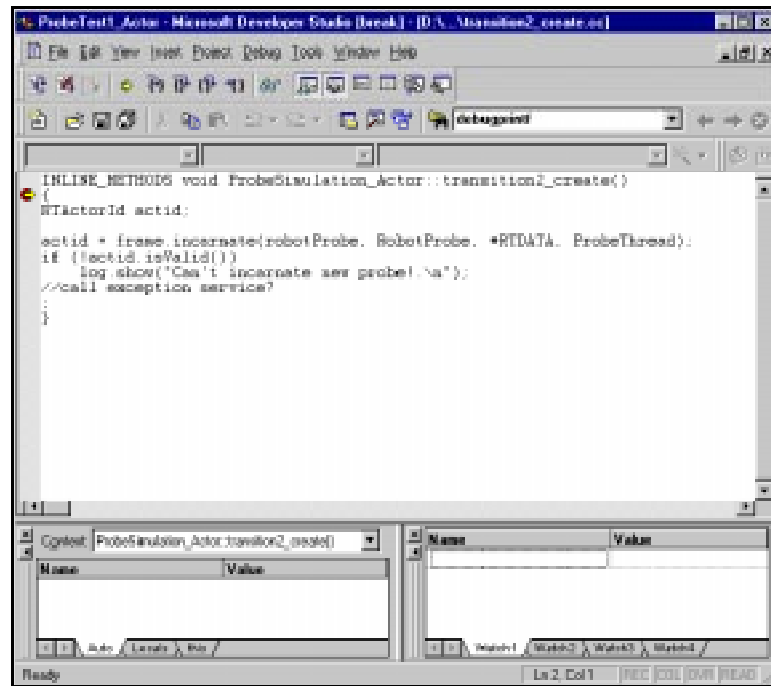 ProbeTest1_Actor - Microsoft Developer Studio [break] - [D:\...\transition2_create.cc]
File Edit View Insert Project Debug Tools Window Help
debugprint
INLINE_METHODS void ProbeSimulation_Actor::transition2_create()
{
RTActorId actid;
actid = frame.incarnate(robotProbe, RobotProbe, *RTDATA, ProbeThread);
if (!actid.isValid())
log.show("Can't incarnate new probe!.\n");
//call exception service?
;
}
Context: ProbeSimulation_Actor::transition2_create()
Name Value
Auto Locals this
Name Value
Watch1 Watch2 Watch3 Watch4
Ready
Ln 2, Col 1 REC COL OVR READ